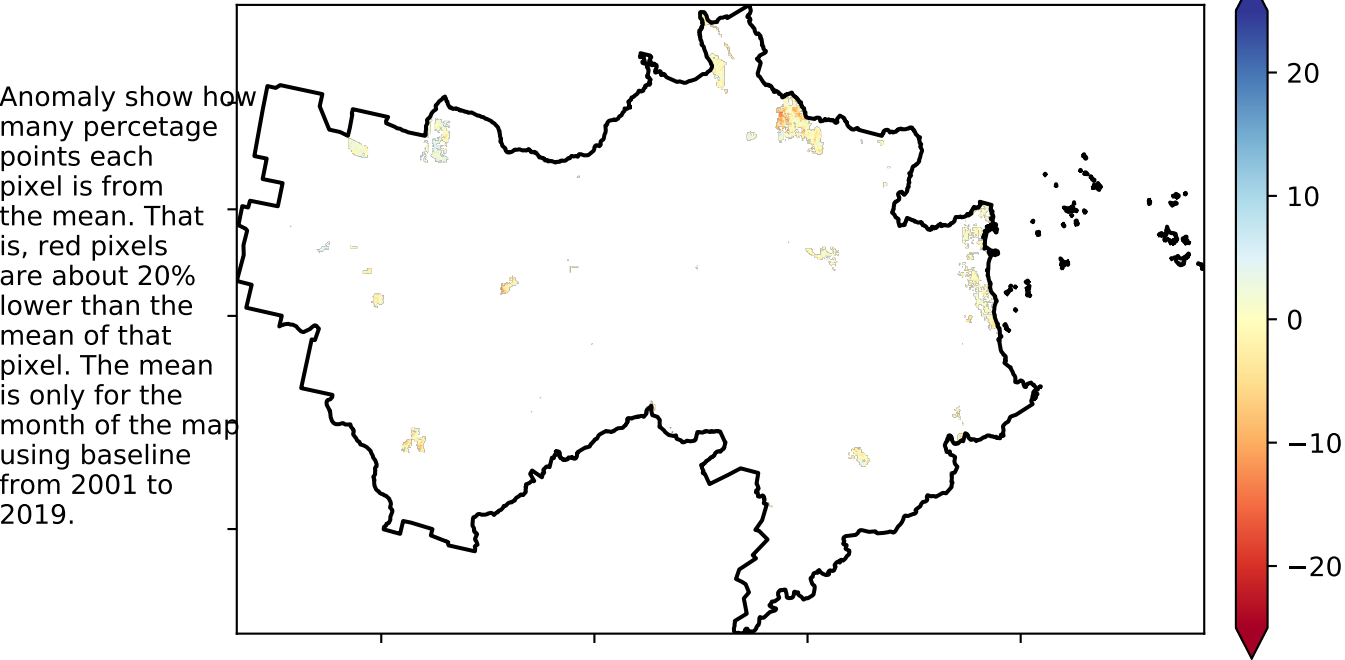 Anomaly show how
many percetage
points each
pixel is from
the mean. That
is, red pixels
are about 20%
lower than the
mean of that
pixel. The mean
is only for the
month of the map
using baseline
from 2001 to
2019.
20
10
0
−10
−20